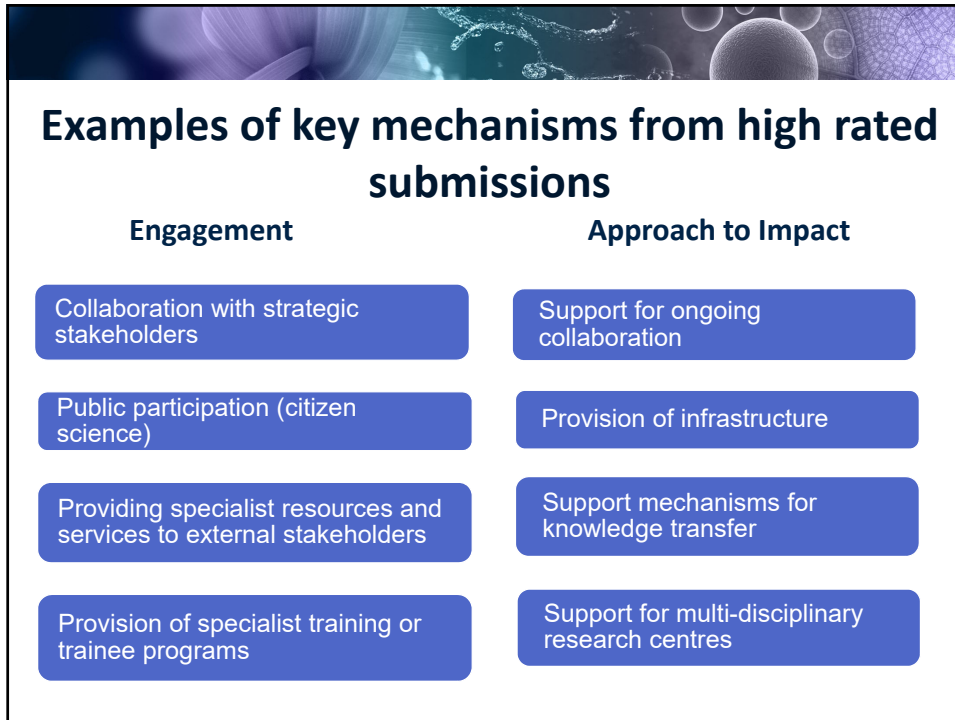 Examples of key mechanisms from high rated
submissions
Engagement
Collaboration with strategic
stakeholders
Public participation (citizen
science)
Providing specialist resources and
services to external stakeholders
Provision of specialist training or
trainee programs
Approach to Impact
Support for ongoing
collaboration
Provision of infrastructure
Support mechanisms for
knowledge transfer
Support for multi-disciplinary
research centres